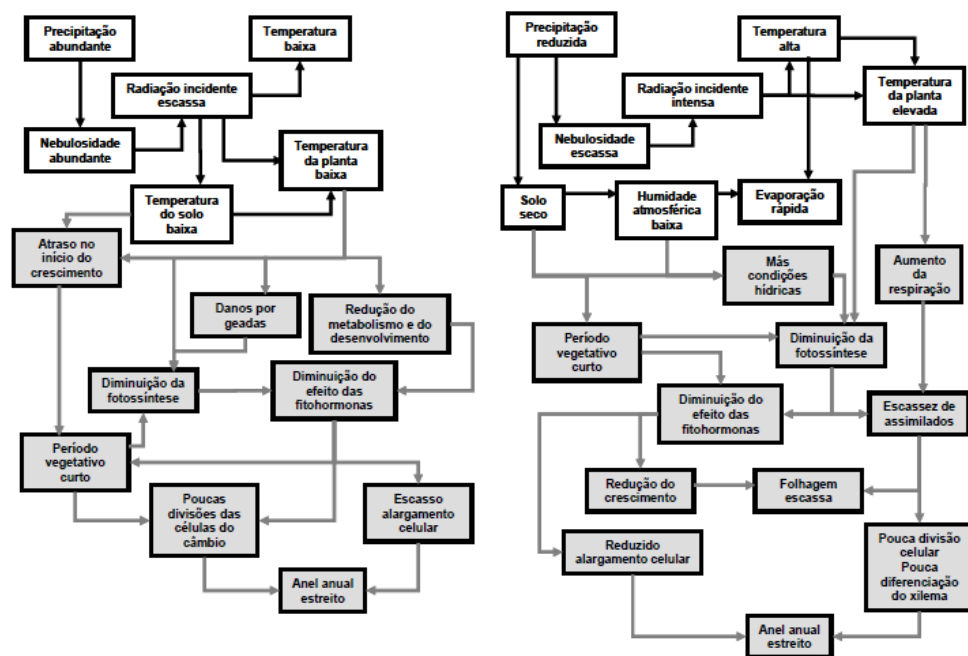 Precipitação
abundante
Temperatura
baixa
Radiação incidente
escassa
Nebulosidade
abundante
Temperatura
da planta
baixa
Temperatura
do solo
baixa
Atraso no
início do
crescimento
Danos por
geadas
Redução do
metabolismo e do
desenvolvimento
Diminuição da
fotossíntese
Diminuição do
efeito das
fitohormonas
Período
vegetativo
curto
Poucas
divisões das
células do
câmbio
Escasso
alargamento
celular
Anel anual
estreito
Precipitação
reduzida
Temperatura
alta
Radiação incidente
intensa
Temperatura
da planta
elevada
Nebulosidade
escassa
Solo
seco
Humidade
atmosférica
baixa
Evaporação
rápida
Más
condições
hídricas
Aumento
da
respiração
Período
vegetativo
curto
Diminuição da
fotossíntese
Diminuição do
efeito das
fitohormonas
Escassez de
assimilados
Redução do
crescimento
Folhagem
escassa
Reduzido
alargamento celular
Pouca divisão
celular
Pouca
diferenciação
do xilema
Anel anual
estreito